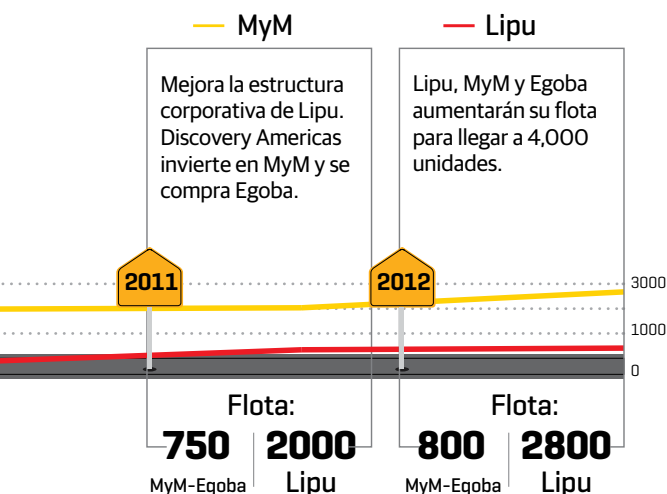 MyM
Lipu
Mejora la estructura
corporativa de Lipu.
Discovery Americas
invierte en MyM y se
compra Egoba.
Lipu, MyM y Egoba
aumentarán su flota
para llegar a 4,000
unidades.
2011
2012
3000
1000
0
Flota:
750 2000
MyM-Egoba Lipu
Flota:
800 2800
MyM-Egoba Lipu